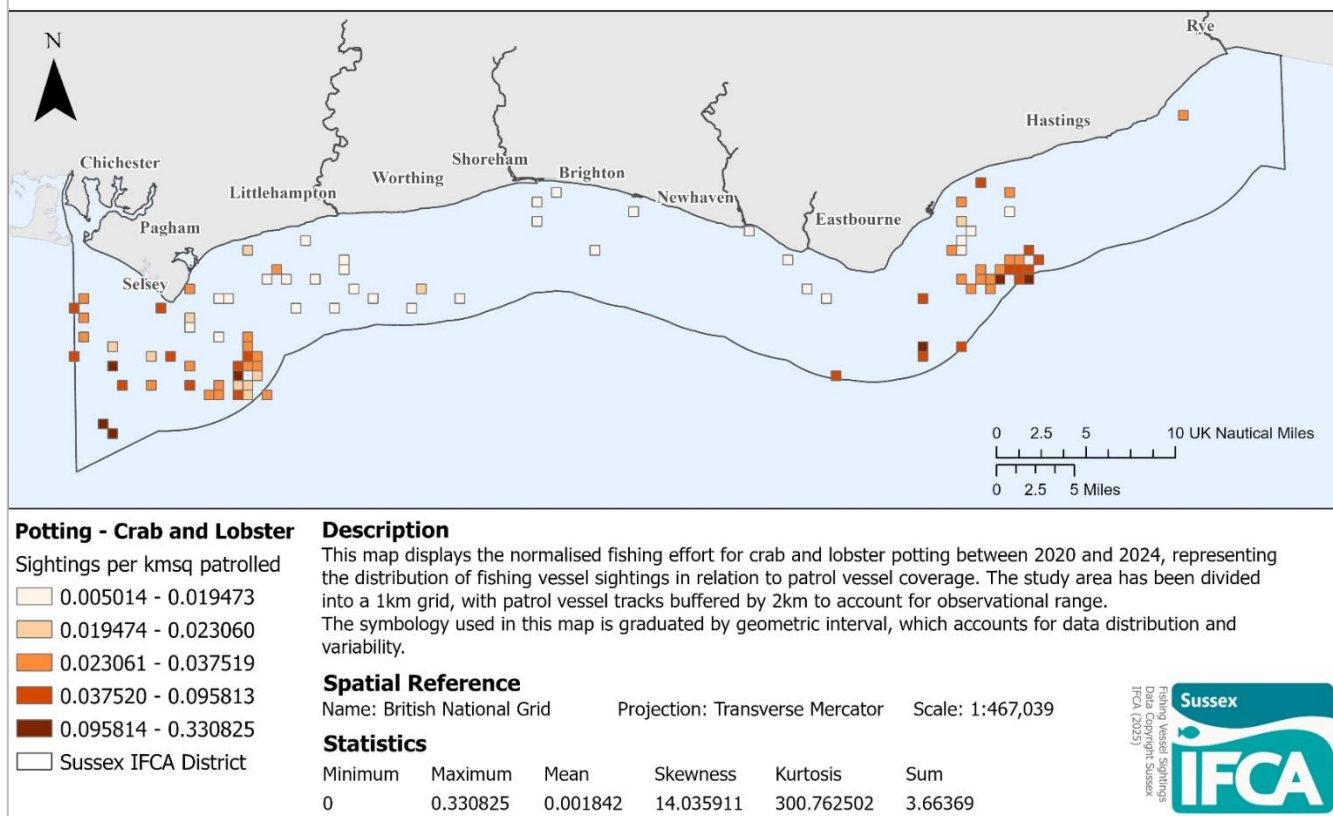 N
Rye
Hastings
Chichester
Shoreham
Brighton
Worthing
Littlehampton
Newhaven
Eastbourne
Pagham
Selsey
0 2.5 5 10 UK Nautical Miles
0 2.5 5 Miles
Potting - Crab and Lobster
Sightings per kmsq patrolled
0.005014 - 0.019473
0.019474 - 0.023060
0.023061 - 0.037519
0.037520 - 0.095813
0.095814 - 0.330825
Sussex IFCA District
Description
This map displays the normalised fishing effort for crab and lobster potting between 2020 and 2024, representing
the distribution of fishing vessel sightings in relation to patrol vessel coverage. The study area has been divided
into a 1km grid, with patrol vessel tracks buffered by 2km to account for observational range.
The symbology used in this map is graduated by geometric interval, which accounts for data distribution and
variability.
Spatial Reference
Name: British National Grid Projection: Transverse Mercator Scale: 1:467,039
Statistics
Minimum Maximum Mean Skewness Kurtosis Sum
0 0.330825 0.001842 14.035911 300.762502 3.66369
Fishing Vessel Sightings
Data Copyright Sussex
IFCA (2025)
Sussex
IFCA